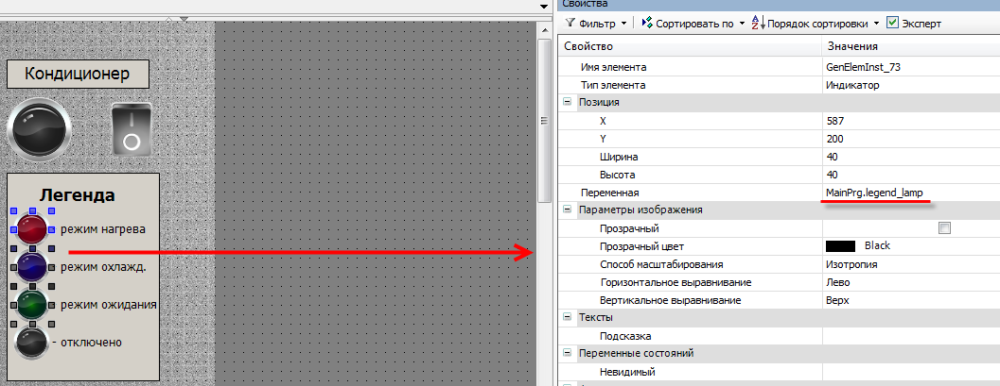 Свойства
Фильтр Сортировать по Порядок сортировки Эксперт
Свойство Значения
Имя элемента GenElemInst_73
Тип элемента Индикатор
Позиция
X 587
Y 200
Ширина 40
Высота 40
Переменная MainPrg.legend_lamp
Параметры изображения
Прозрачный
Прозрачный цвет Black
Способ масштабирования Изотропия
Горизонтальное выравнивание Лево
Вертикальное выравнивание Верх
Тексты
Подсказка
Переменные состояний
Невидимый
Кондиционер
Легенда
режим нагрева
режим охлажд.
режим ожидания
- отключено